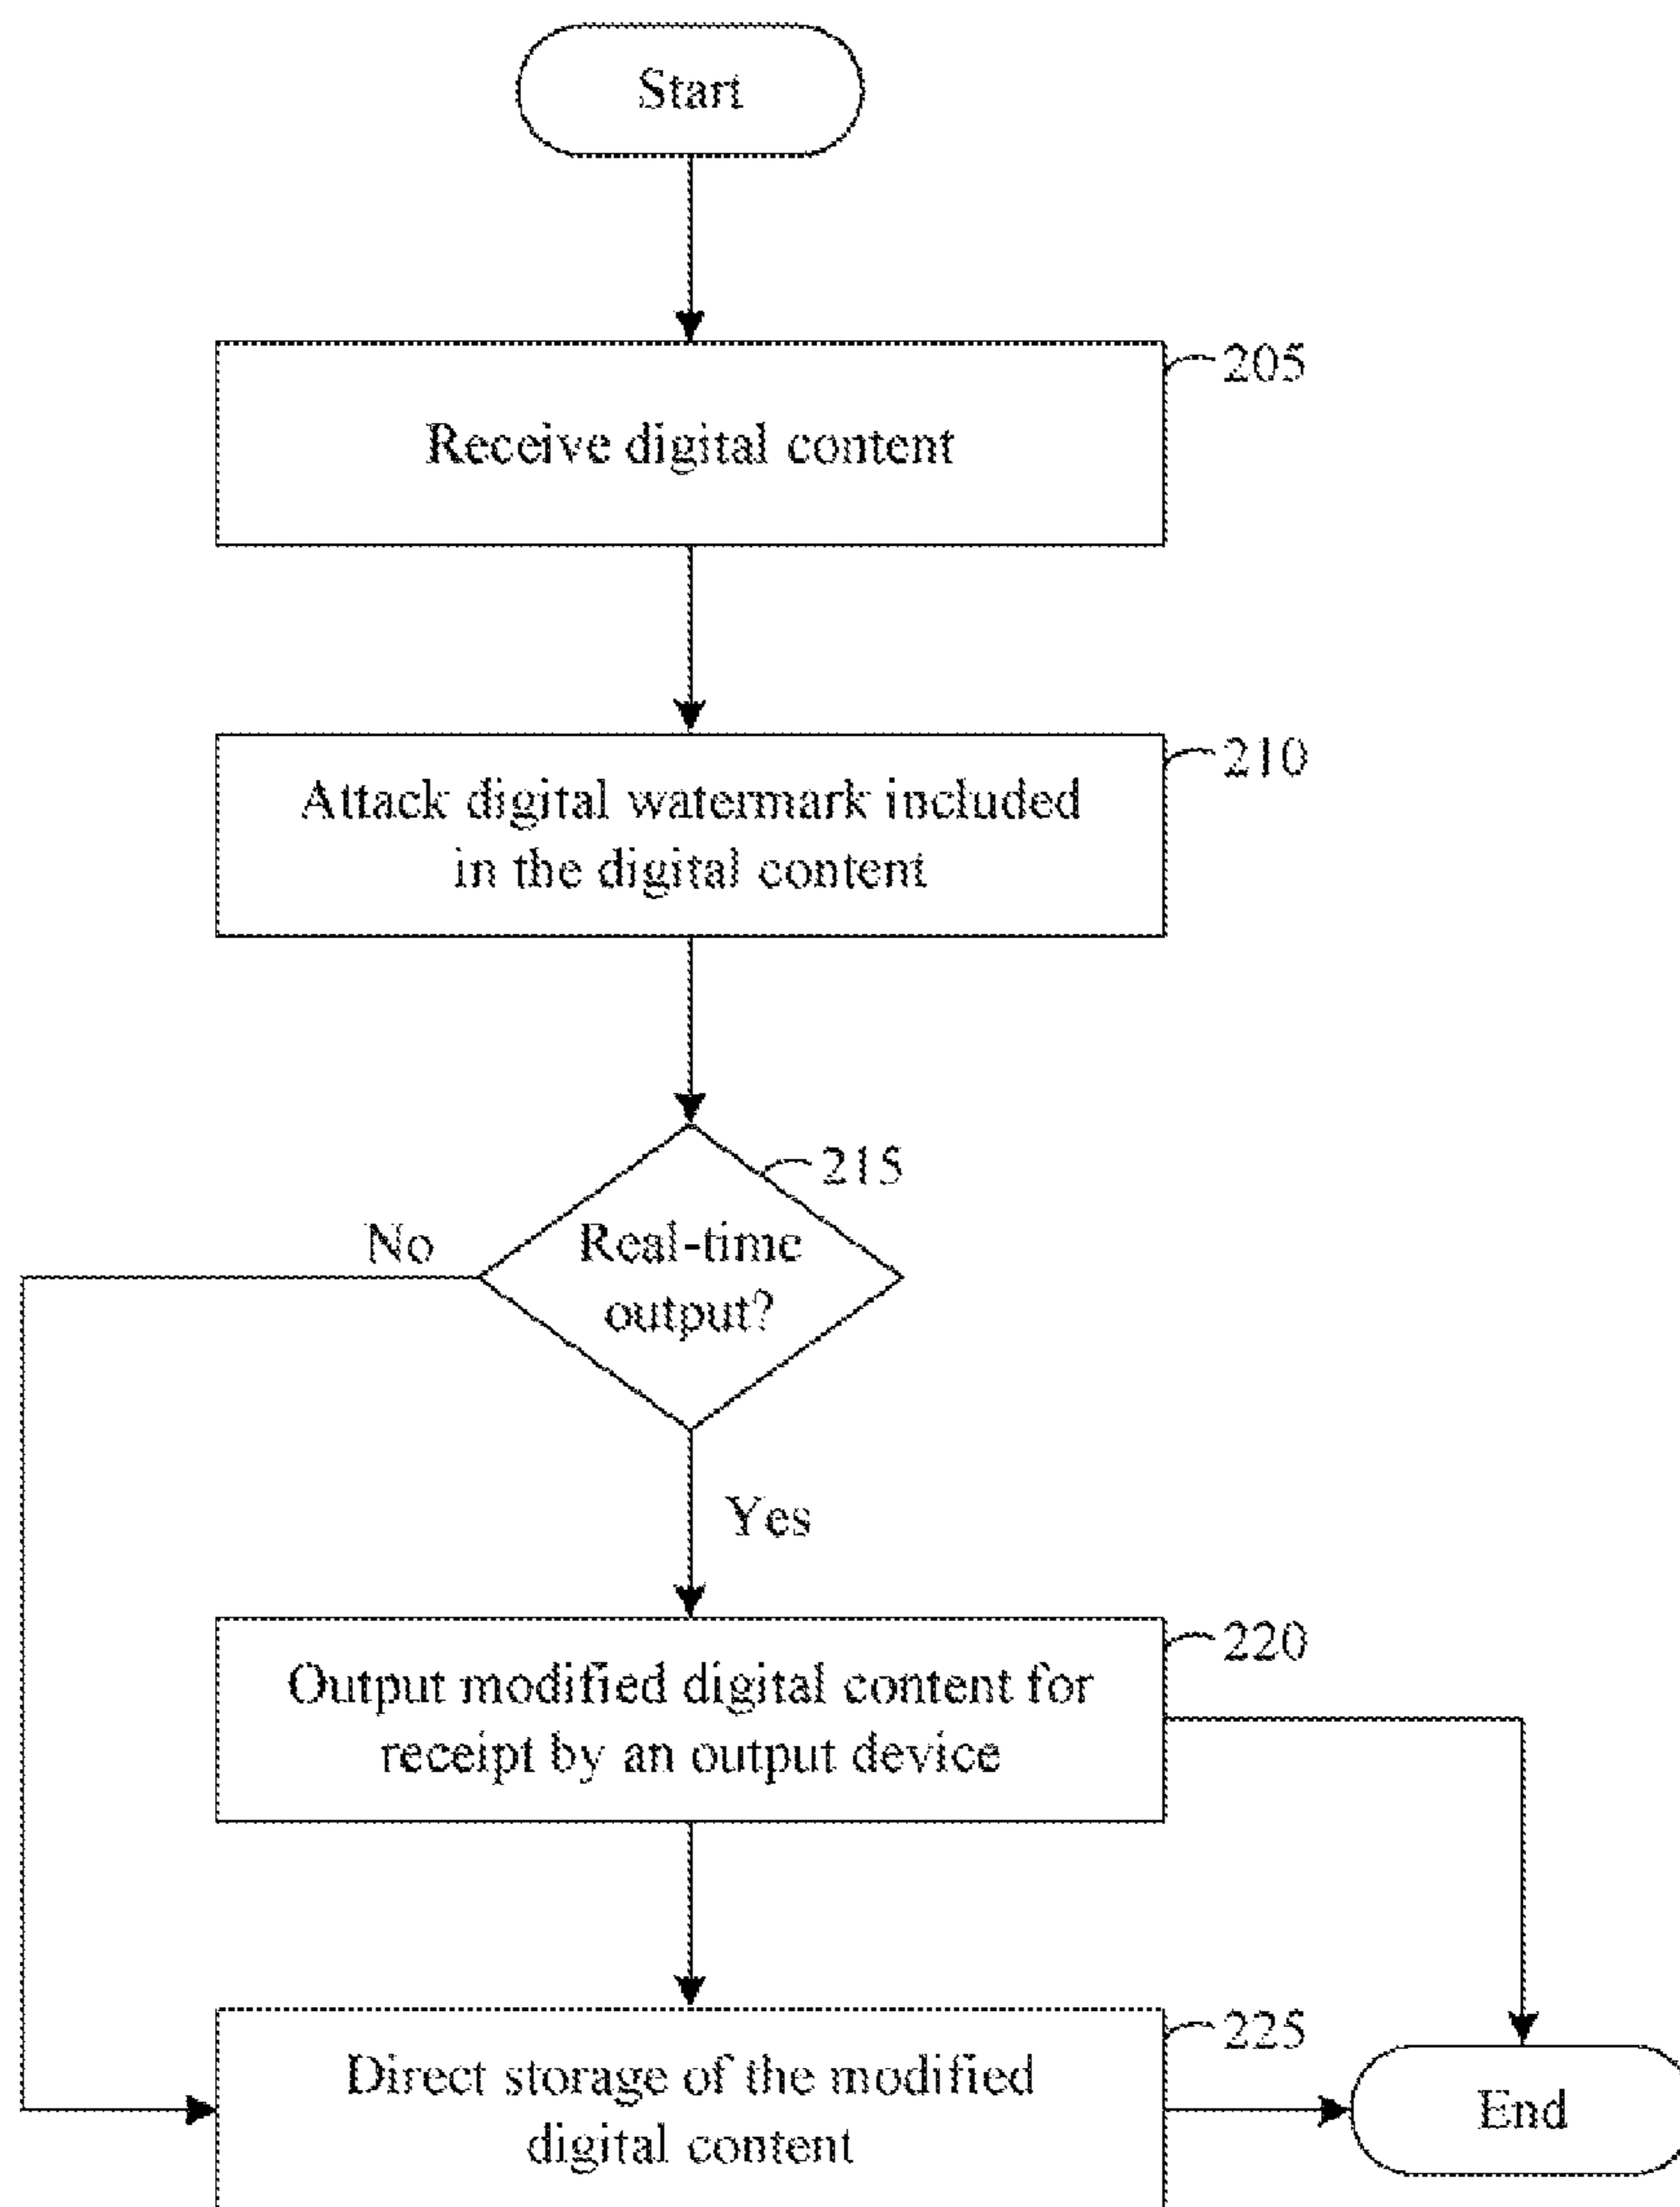 Start
205
Receive digital content
210
Attack digital watermark included
in the digital content
215
No
Real-time
output?
Yes
220
Output modified digital content for
receipt by an output device
225
Direct storage of the modified
digital content
End